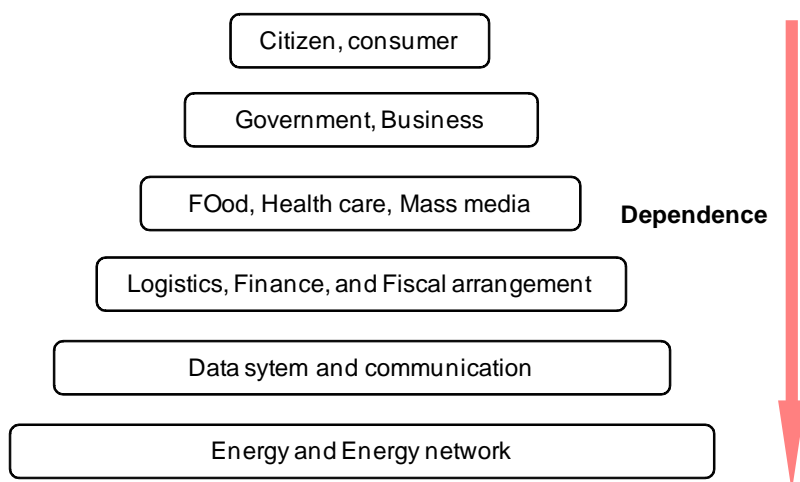 Citizen, consumer
Government, Business
FOod, Health care, Mass media
Dependence
Logistics, Finance, and Fiscal arrangement
Data sytem and communication
Energy and Energy network